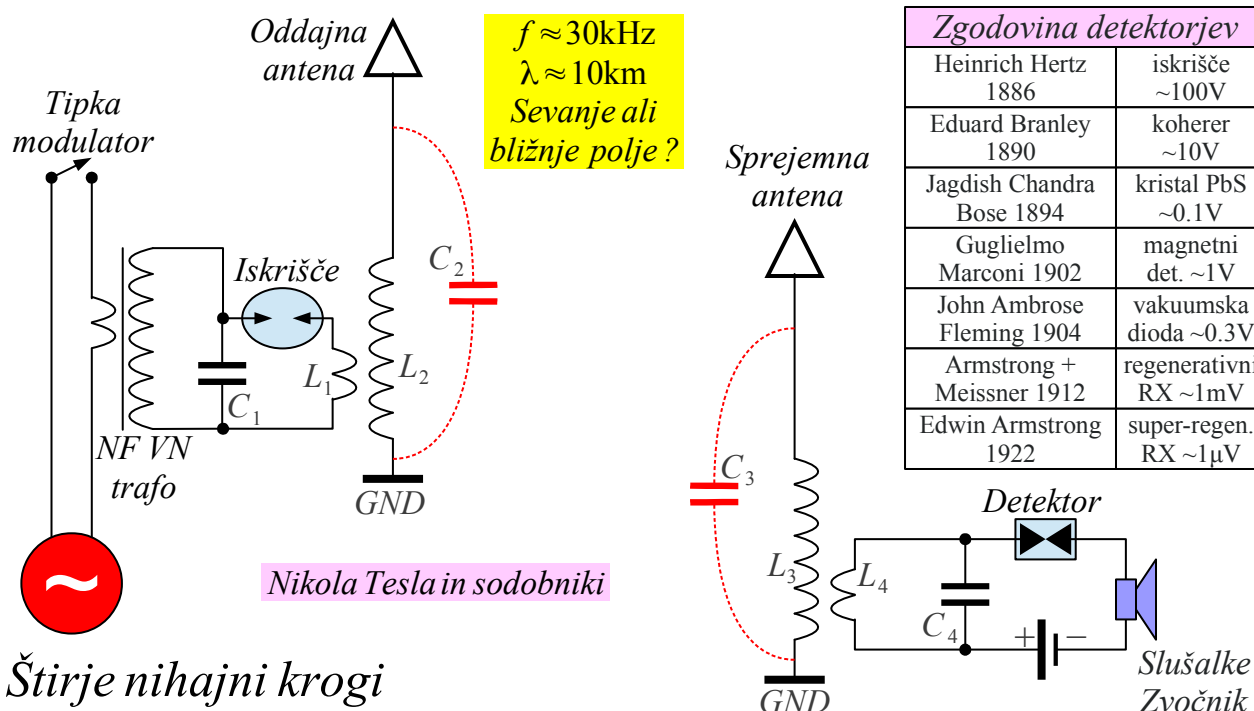 Oddajna
antena
f ≈ 30kHz
λ ≈ 10km
Sevanje ali
bližnje polje ?
Tipka
modulator
Iskrišče
C₁
L₁
L₂
C₂
NF VN
trafo
GND
~
Nikola Tesla in sodobniki
Štirje nihajni krogi
Sprejemna
antena
C₃
L₃
L₄
C₄
Detektor
+
−
GND
Slušalke
Zvočnik
Zgodovina detektorjev
Heinrich Hertz iskrišče
1886 ~100V
Eduard Branley koherer
1890 ~10V
Jagdish Chandra kristal PbS
Bose 1894 ~0.1V
Guglielmo magnetni
Marconi 1902 det. ~1V
John Ambrose vakuumska
Fleming 1904 dioda ~0.3V
Armstrong + regenerativni
Meissner 1912 RX ~1mV
Edwin Armstrong super-regen.
1922 RX ~1μV